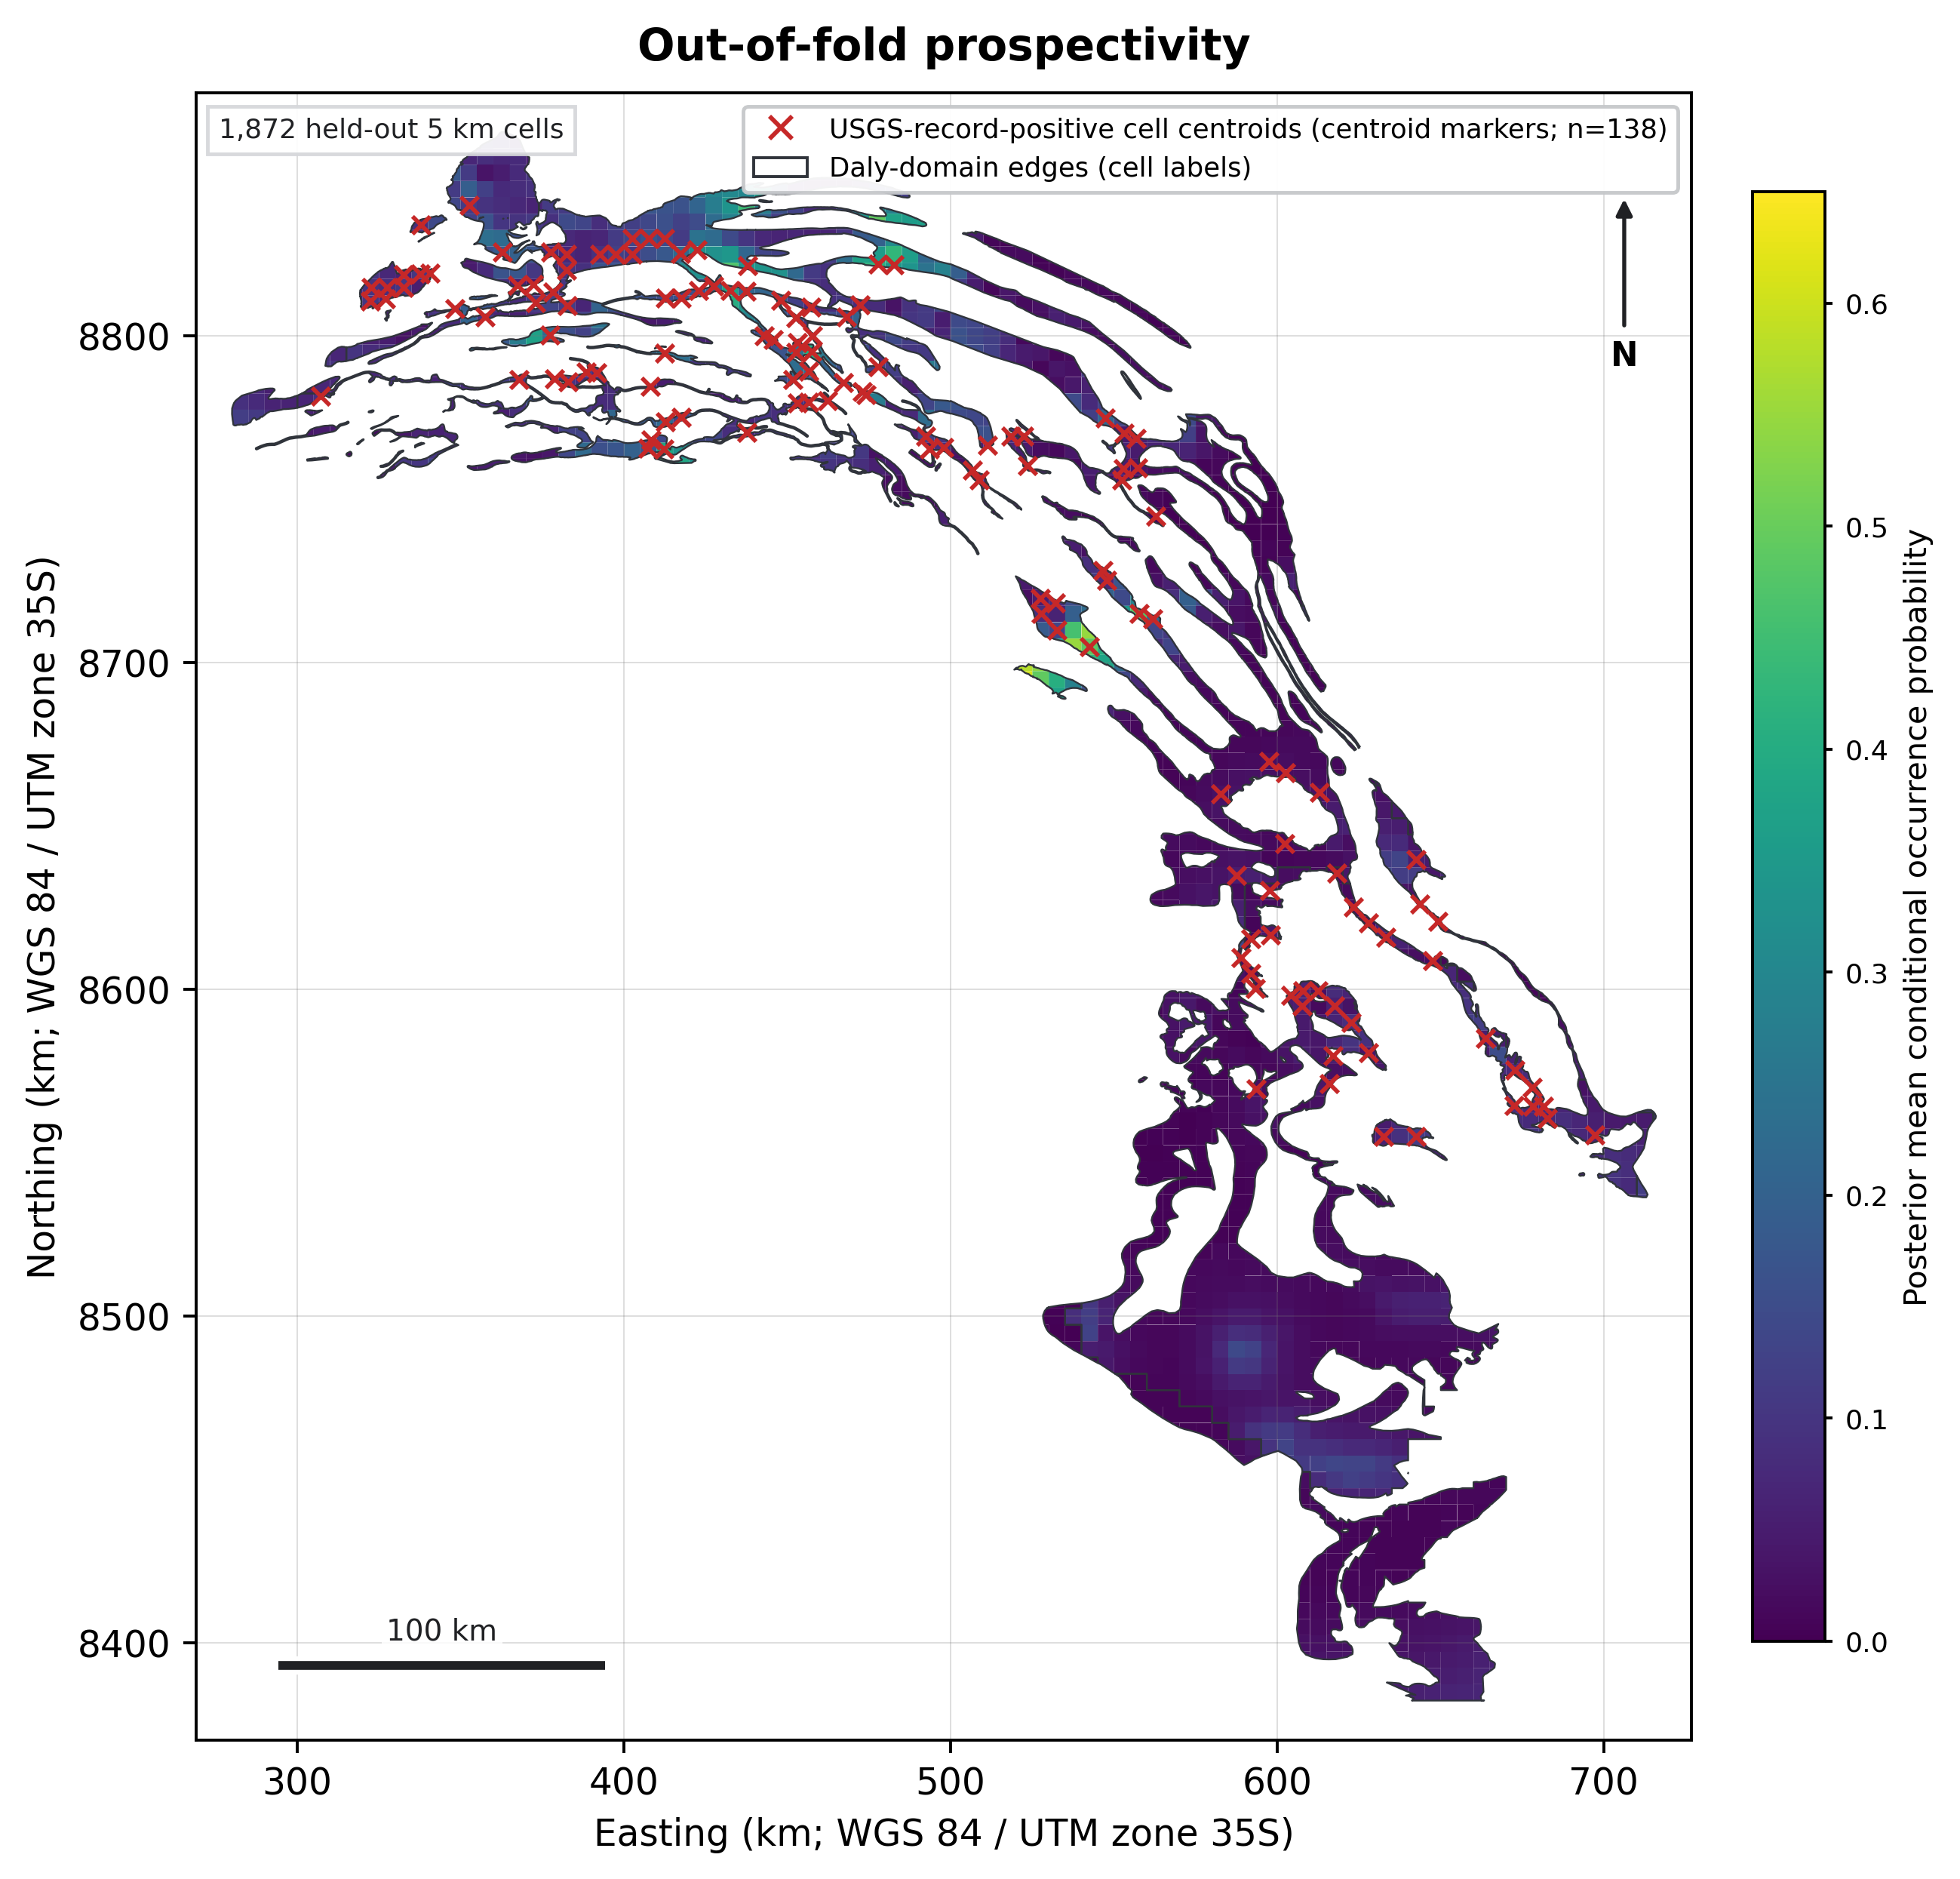 Out-of-fold prospectivity
1,872 held-out 5 km cells
USGS-record-positive cell centroids (centroid markers; n=138)
Daly-domain edges (cell labels)
N
8800
8700
8600
8500
8400
Northing (km; WGS 84 / UTM zone 35S)
100 km
300
400
500
600
700
Easting (km; WGS 84 / UTM zone 35S)
0.6
0.5
0.4
0.3
0.2
0.1
0.0
Posterior mean conditional occurrence probability